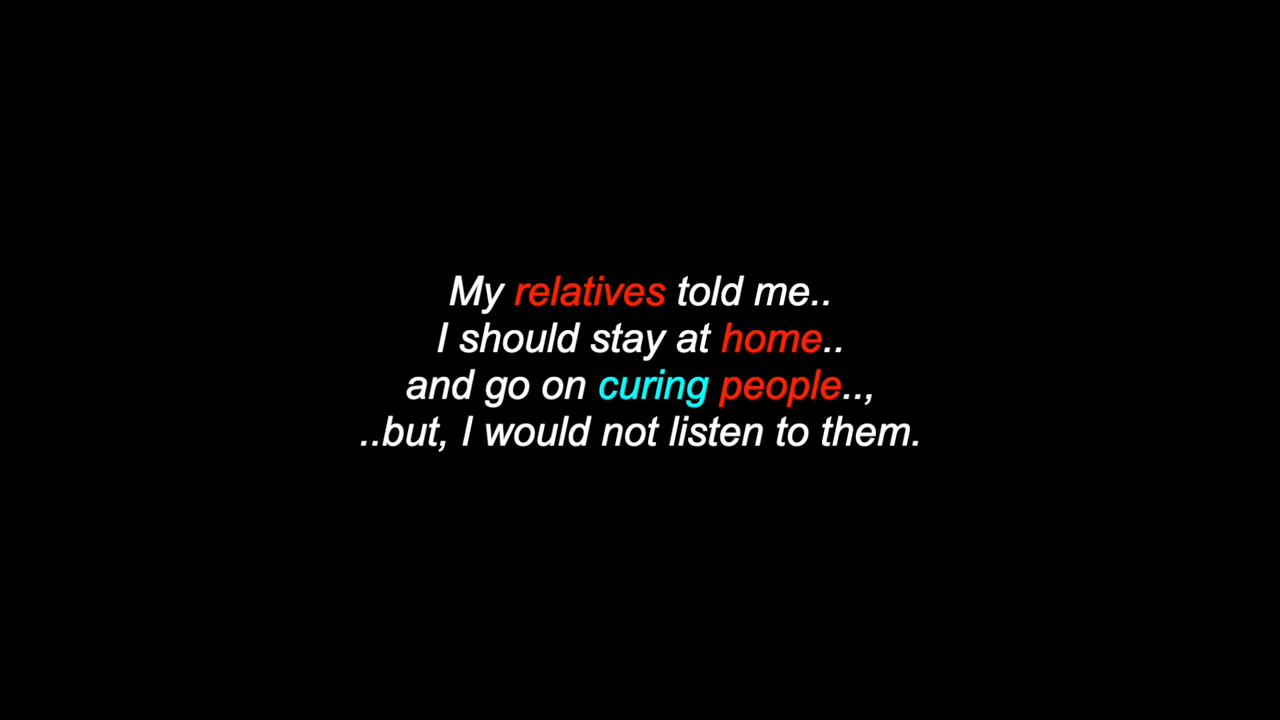 My relatives told me..
I should stay at home..
and go on curing people..,
..but, I would not listen to them.